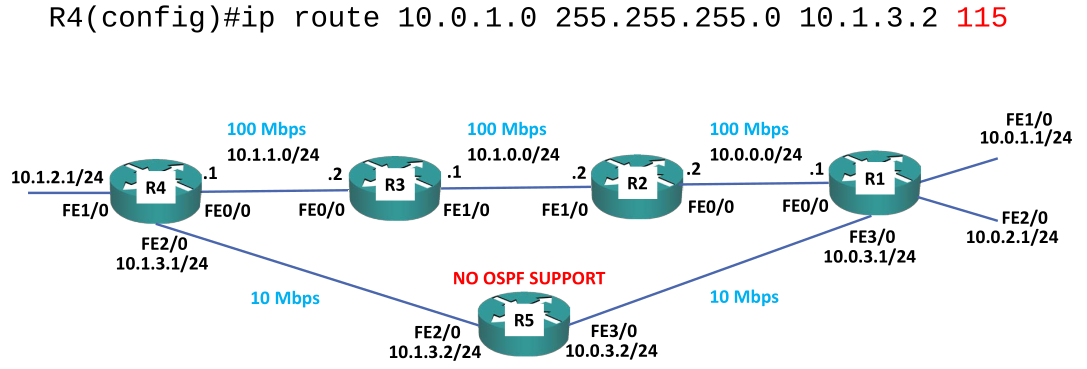 R4(config)#ip route 10.0.1.0 255.255.255.0 10.1.3.2 115
100 Mbps
100 Mbps
100 Mbps
FE1/0
10.0.1.1/24
10.1.1.0/24
10.1.0.0/24
10.0.0.0/24
10.1.2.1/24
R4
.1
.2
R3
.1
.2
R2
.2
.1
R1
FE1/0
FE0/0
FE0/0
FE1/0
FE1/0
FE0/0
FE0/0
FE2/0
10.0.2.1/24
FE2/0
10.1.3.1/24
FE3/0
10.0.3.1/24
NO OSPF SUPPORT
10 Mbps
10 Mbps
R5
FE2/0
10.1.3.2/24
FE3/0
10.0.3.2/24